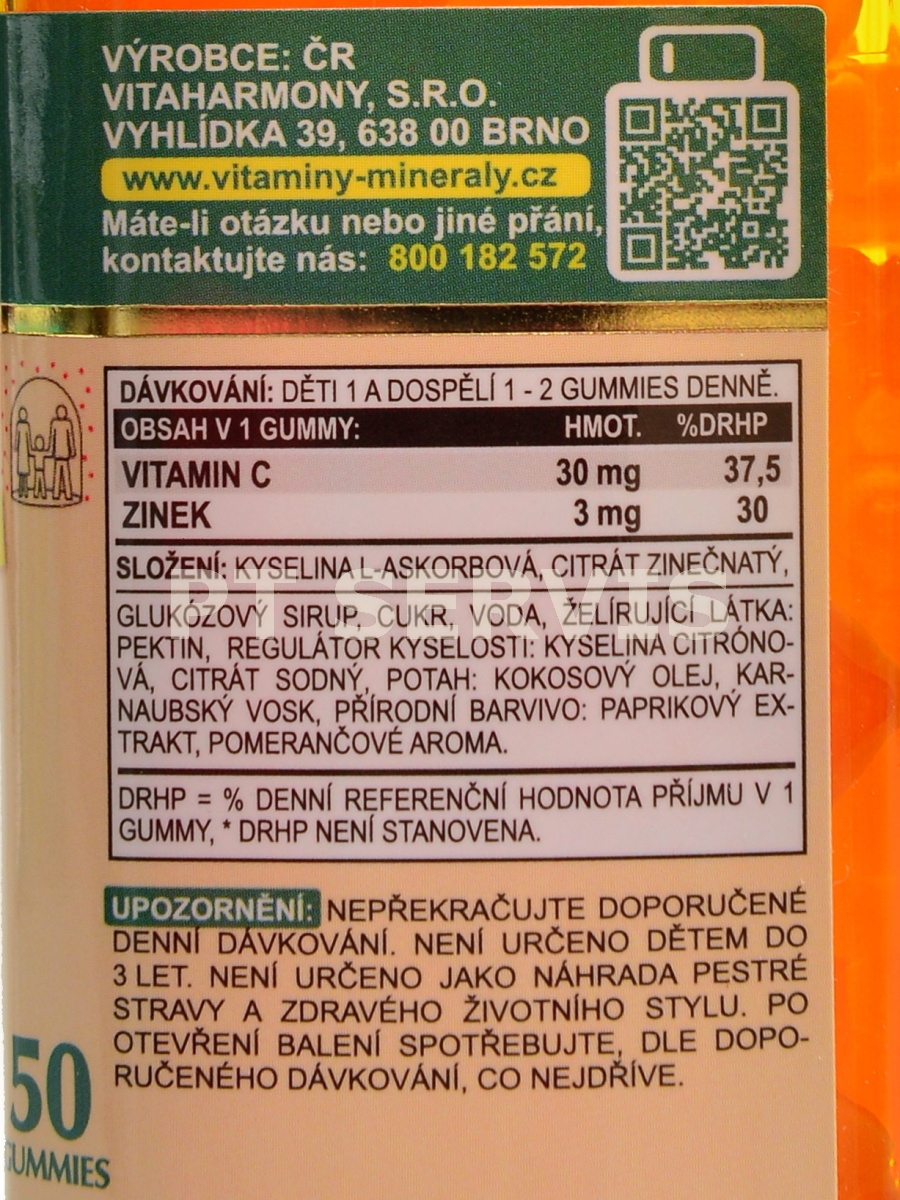 VÝROBCE: ČR
VITAHARMONY, S.R.O.
VYHLÍDKA 39, 638 00 BRNO
www.vitaminy-mineraly.cz
Máte-li otázku nebo jiné přání,
kontaktujte nás: 800 182 572
DÁVKOVÁNÍ: DĚTI 1 A DOSPĚLÍ 1 - 2 GUMMIES DENNĚ.
OBSAH V 1 GUMMY: HMOT. %DRHP
VITAMIN C 30 mg 37,5
ZINEK 3 mg 30
SLOŽENÍ: KYSELINA L-ASKORBOVÁ, CITRÁT ZINEČNATÝ,
PT SERVIS
GLUKÓZOVÝ SIRUP, CUKR, VODA, ŽELÍRUJÍCÍ LÁTKA:
PEKTIN, REGULÁTOR KYSELOSTI: KYSELINA CITRÓNO-
VÁ, CITRÁT SODNÝ, POTAH: KOKOSOVÝ OLEJ, KAR-
NAUBSKÝ VOSK, PŘÍRODNÍ BARVIVO: PAPRIKOVÝ EX-
TRAKT, POMERANČOVÉ AROMA.
DRHP = % DENNÍ REFERENČNÍ HODNOTA PŘÍJMU V 1
GUMMY, * DRHP NENÍ STANOVENA.
UPOZORNĚNÍ: NEPŘEKRAČUJTE DOPORUČENÉ
DENNÍ DÁVKOVÁNÍ. NENÍ URČENO DĚTEM DO
3 LET. NENÍ URČENO JAKO NÁHRADA PESTRÉ
STRAVY A ZDRAVÉHO ŽIVOTNÍHO STYLU. PO
OTEVŘENÍ BALENÍ SPOTŘEBUJTE, DLE DOPO-
RUČENÉHO DÁVKOVÁNÍ, CO NEJDŘÍVE.
50
GUMMIES